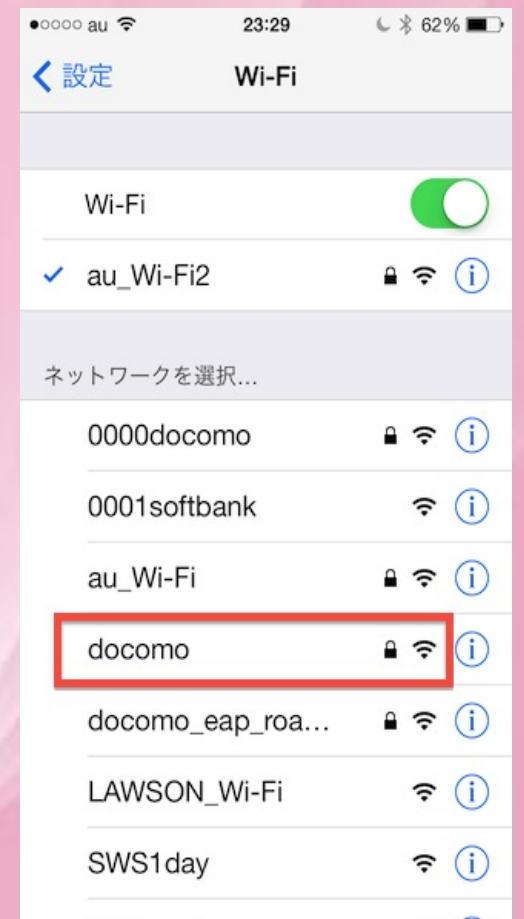 au 23:29 62%
設定 Wi-Fi
Wi-Fi
au_Wi-Fi2
ネットワークを選択...
0000docomo
0001softbank
au_Wi-Fi
docomo
docomo_eap_roa...
LAWSON_Wi-Fi
SWS1day